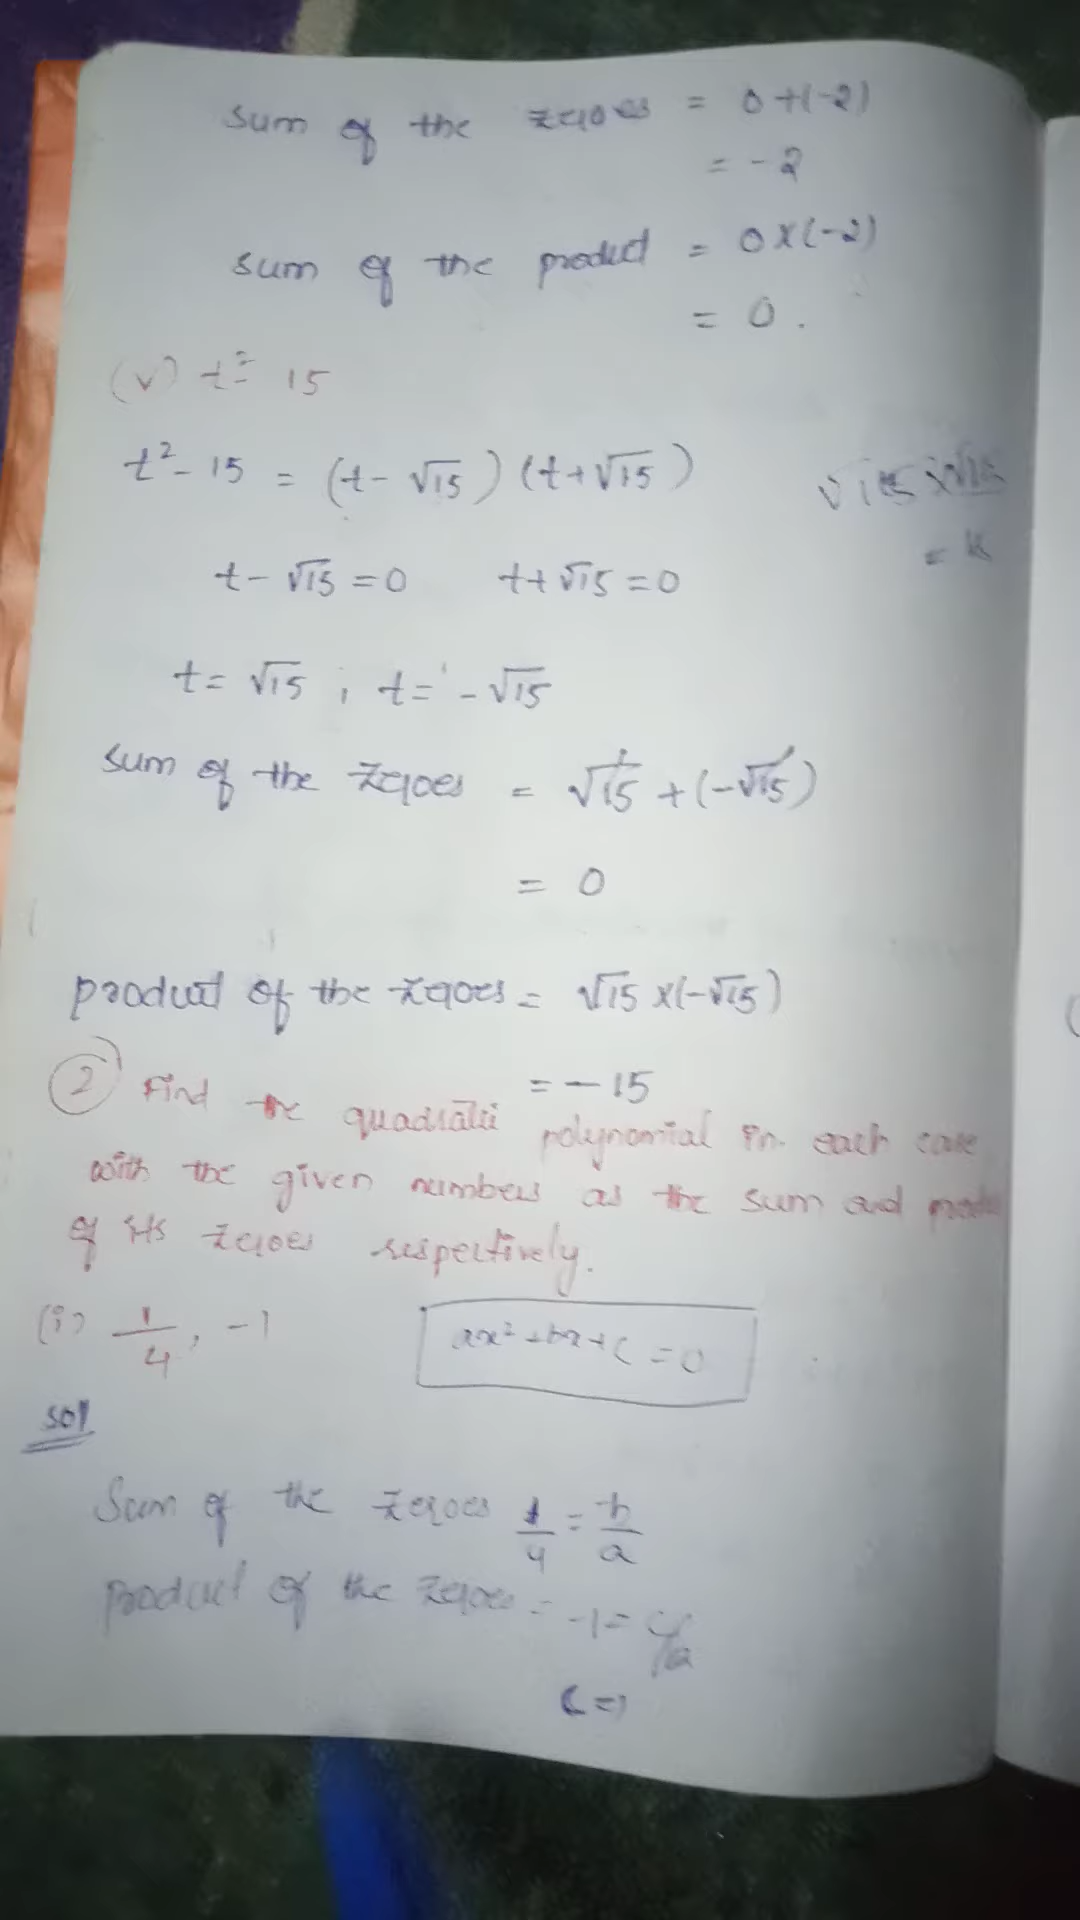 sum of the zeroes = 0+(-2)
= -2
sum of the product = 0×(-2)
= 0.
(v) t² - 15
t² - 15 = (t - √15) (t + √15)
√15 × √15
t - √15 = 0 t + √15 = 0
t = √15 ; t = -√15
sum of the zeroes = √15 + (-√15)
= 0
product of the zeroes = √15 × (-√15)
= -15
(2) Find the quadratic polynomial in each case
with the given numbers as the sum and
of its zeroes respectively.
(i) 1/4, -1
ax² + bx + c = 0
sol
Sum of the zeroes 1/4 = -b/a
product of the zeroes = -1 = c/a